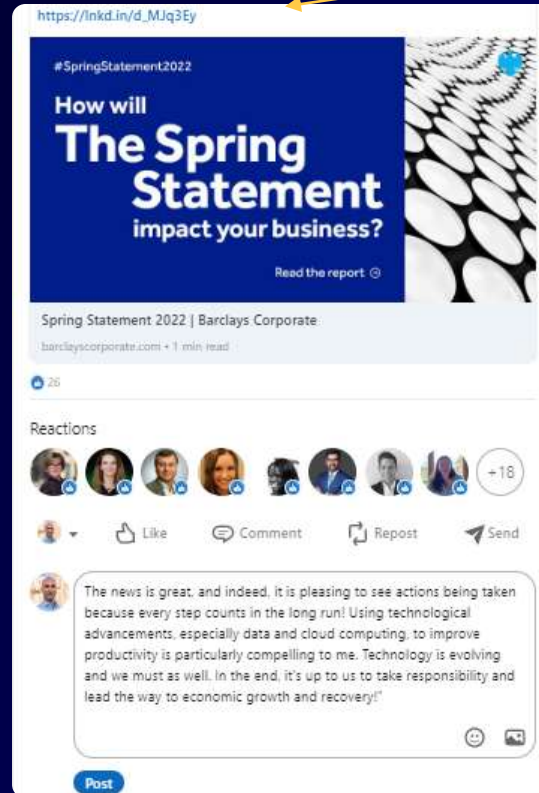 https://lnkd.in/d_MJq3Ey
#SpringStatement2022
How will
The Spring
Statement
impact your business?
Read the report
Spring Statement 2022 | Barclays Corporate
barclayscorporate.com • 1 min read
26
Reactions
+18
Like
Comment
Repost
Send
The news is great, and indeed, it is pleasing to see actions being taken
because every step counts in the long run! Using technological
advancements, especially data and cloud computing, to improve
productivity is particularly compelling to me. Technology is evolving
and we must as well. In the end, it's up to us to take responsibility and
lead the way to economic growth and recovery!"
Post